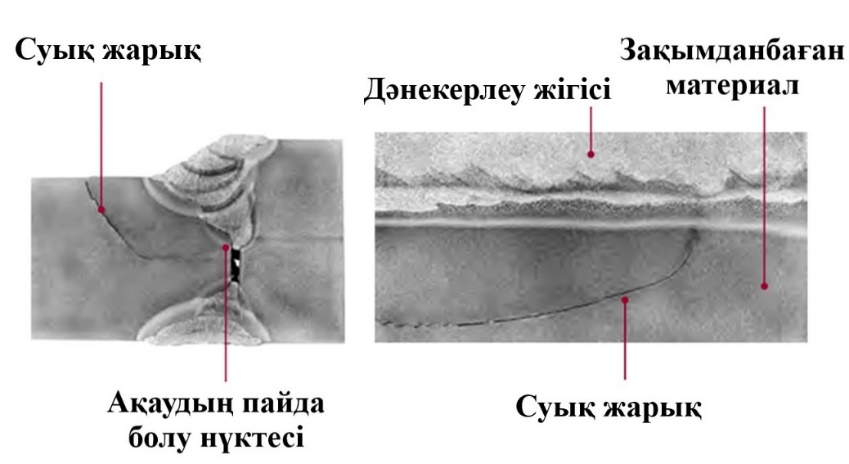 Суық жарық
Дәнекерлеу жігісі
Зақымданбаған
материал
Ақаудың пайда
болу нүктесі
Суық жарық